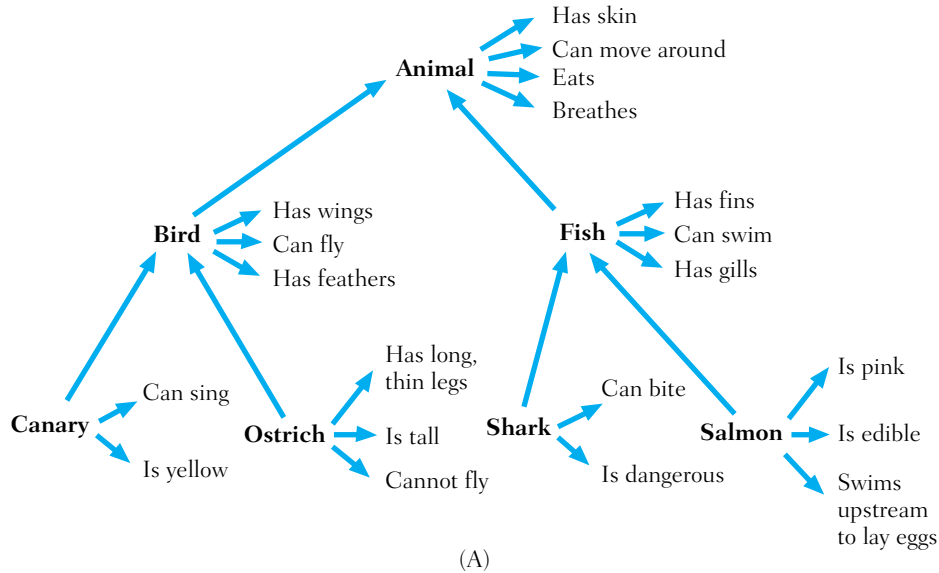 Has skin
Can move around
Animal
Eats
Breathes
Has wings
Bird
Can fly
Has feathers
Has fins
Fish
Can swim
Has gills
Can sing
Canary
Is yellow
Has long,
thin legs
Ostrich
Is tall
Cannot fly
Can bite
Shark
Is dangerous
Is pink
Salmon
Is edible
Swims
upstream
to lay eggs
(A)